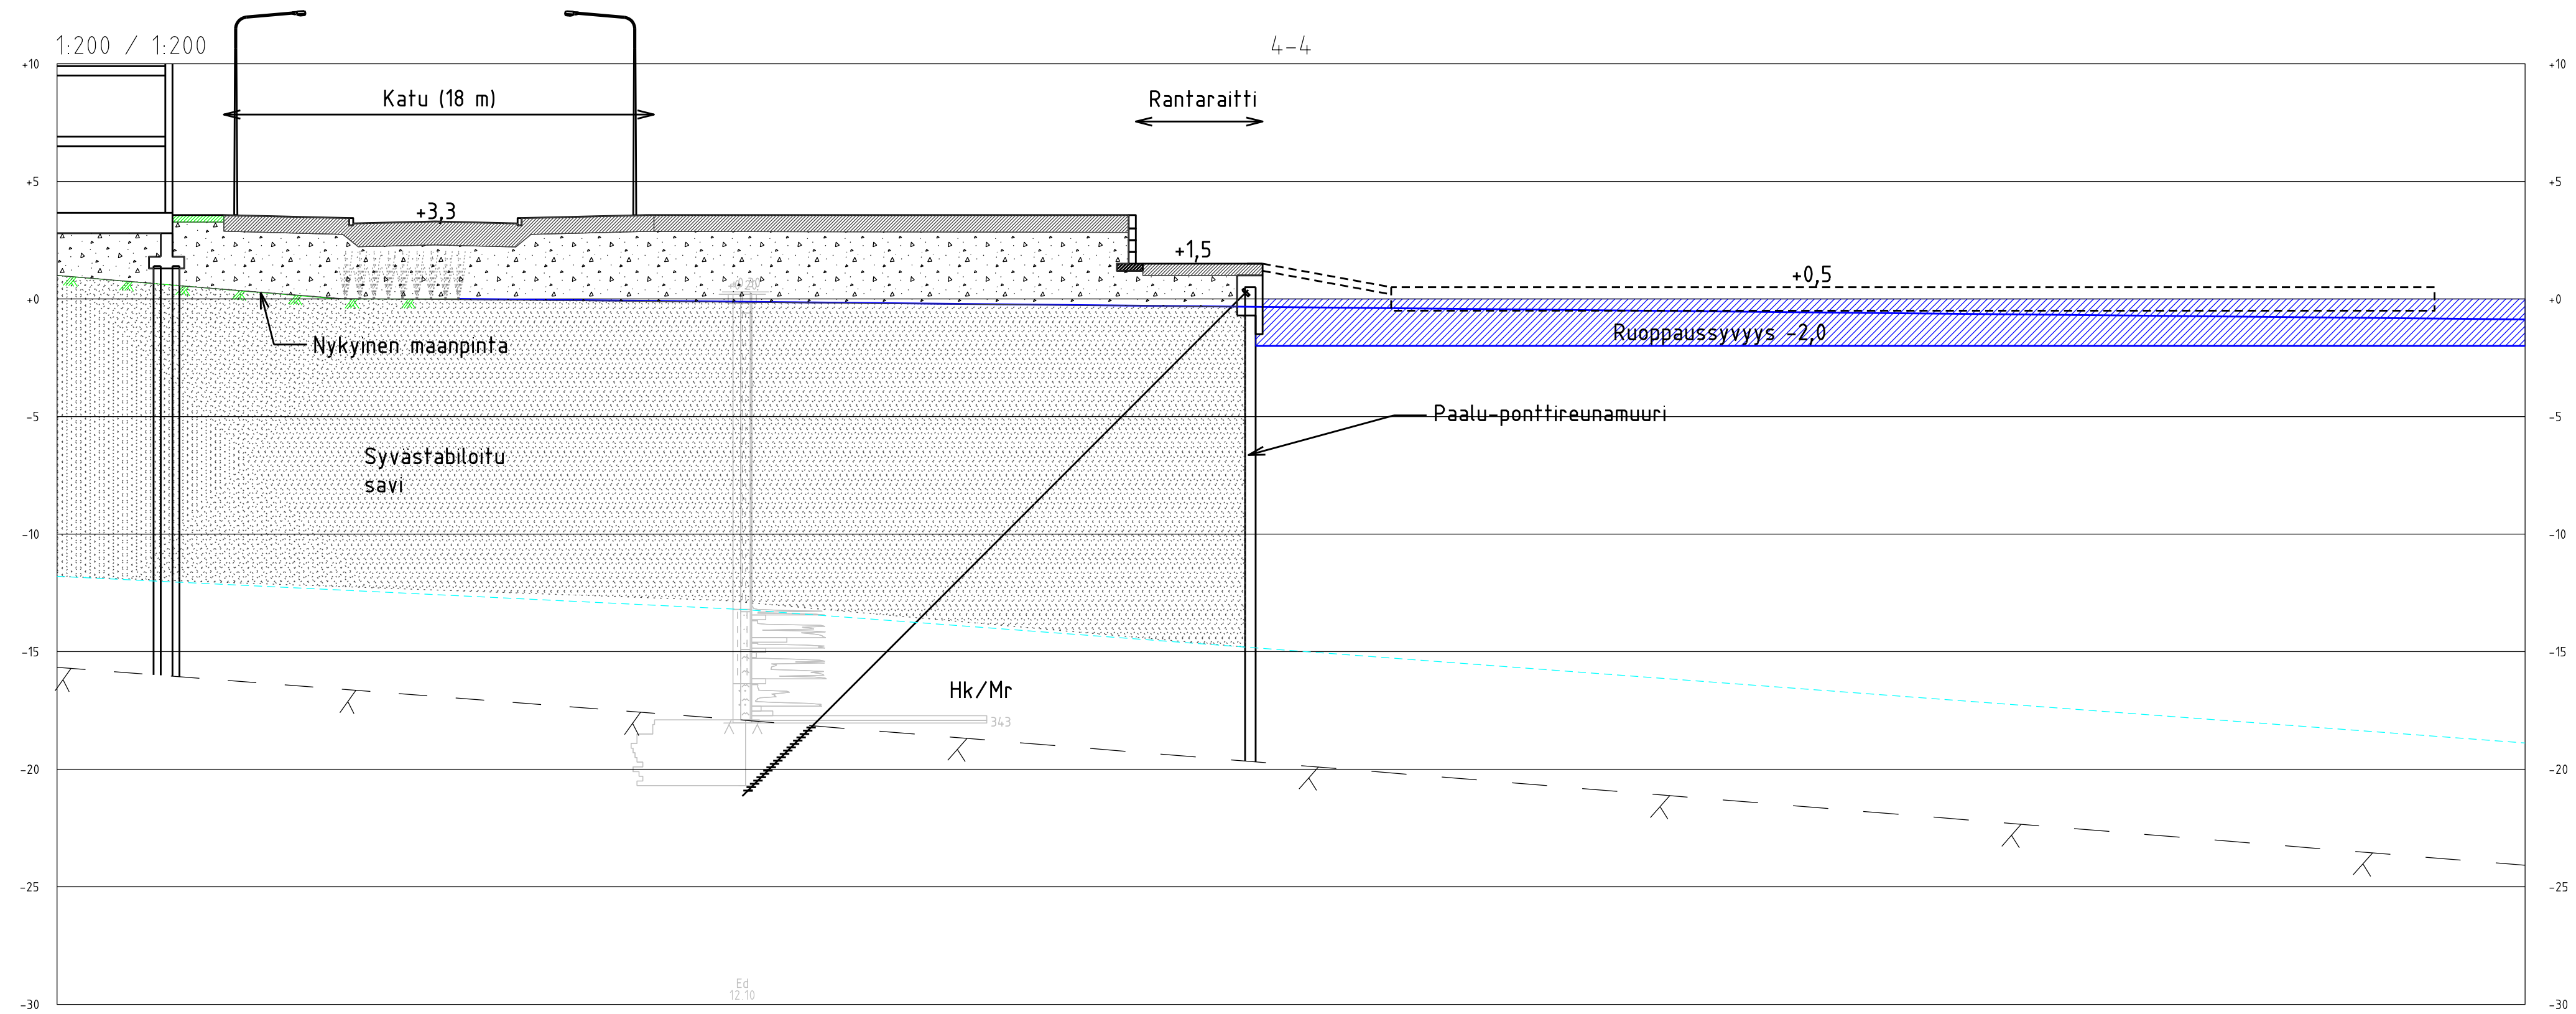 1:200 / 1:200
4-4
+10
+10
Katu (18 m)
Rantaraitti
+5
+5
+3,3
+1,5
+0,5
+0
+0
Ruoppaussyvyys -2,0
Nykyinen maanpinta
-5
-5
Paalu-ponttireunamuuri
Syvästabiloitu
savi
-10
-10
-15
-15
Hk/Mr
343
-20
-20
-25
-25
Ed
12.10
-30
-30